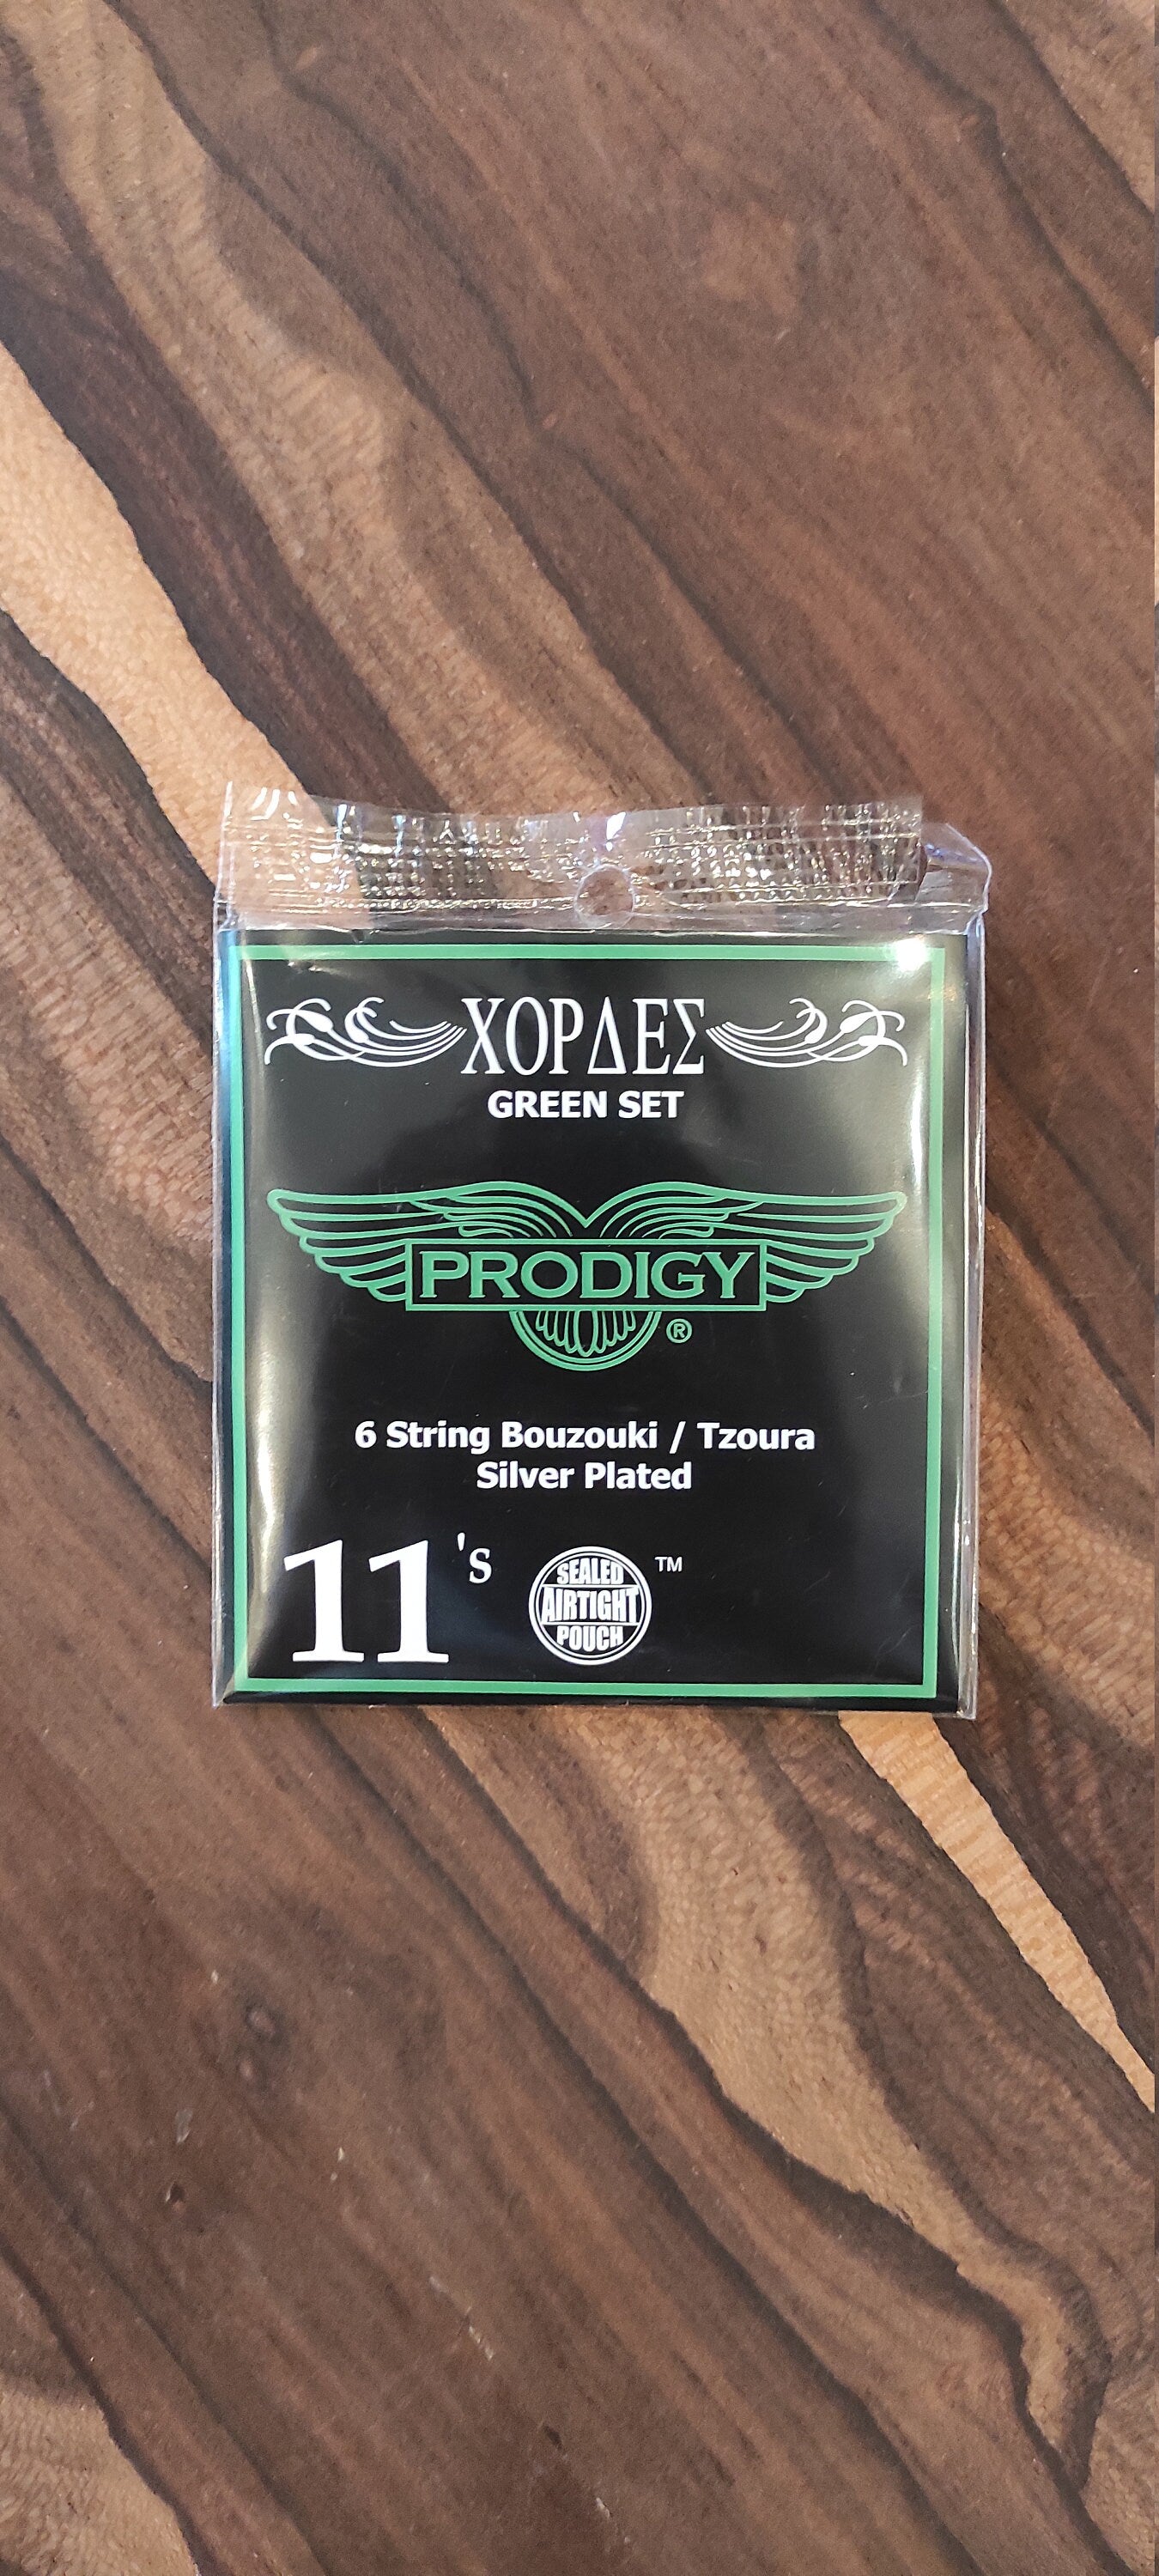 ΧΟΡΔΕΣ
GREEN SET
PRODIGY
®
6 String Bouzouki / Tzoura
Silver Plated
11's
SEALED
AIRTIGHT
POUCH
™